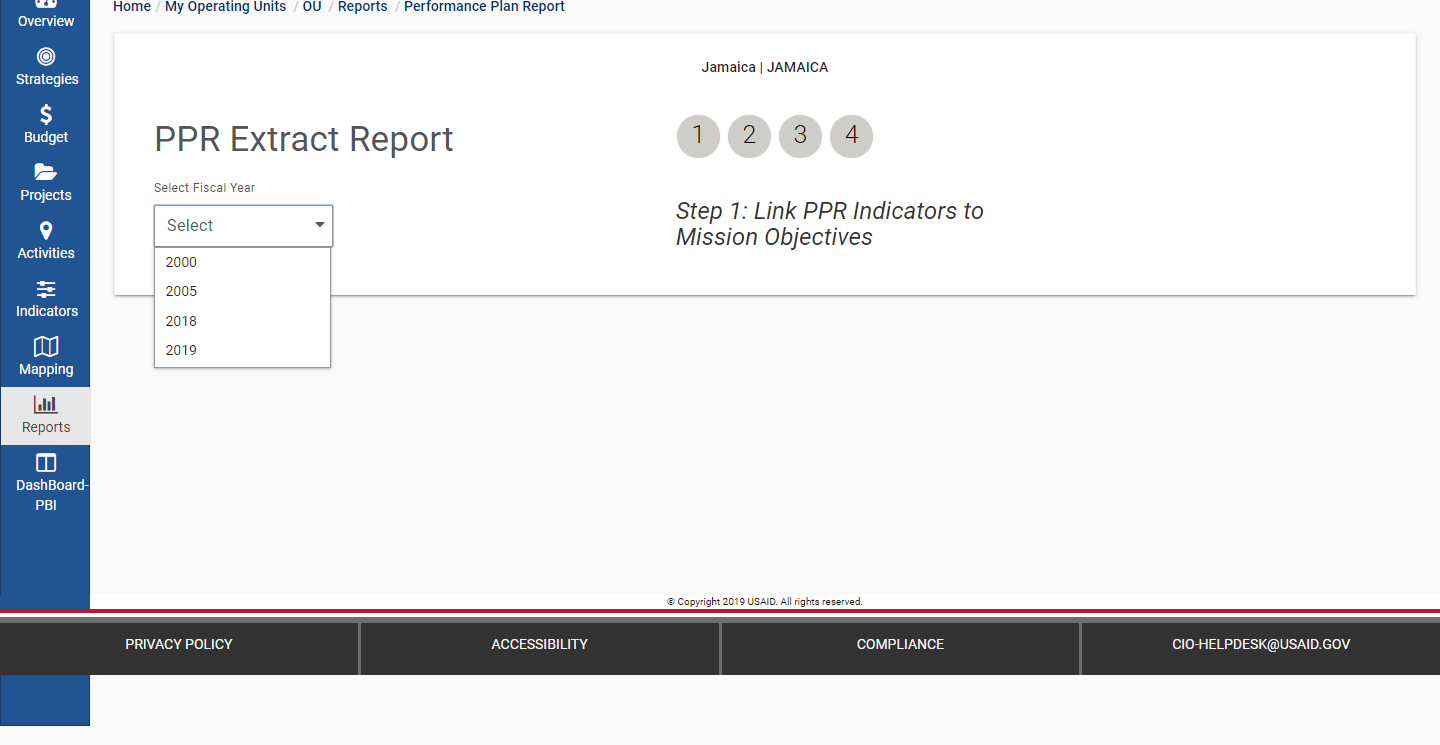 Home / My Operating Units / OU / Reports / Performance Plan Report
Overview
Strategies
Budget
Projects
Activities
Indicators
Mapping
Reports
DashBoard-
PBI
Jamaica | JAMAICA
PPR Extract Report
Select Fiscal Year
Select
2000
2005
2018
2019
1 2 3 4
Step 1: Link PPR Indicators to
Mission Objectives
© Copyright 2019 USAID. All rights reserved.
PRIVACY POLICY
ACCESSIBILITY
COMPLIANCE
CIO-HELPDESK@USAID.GOV